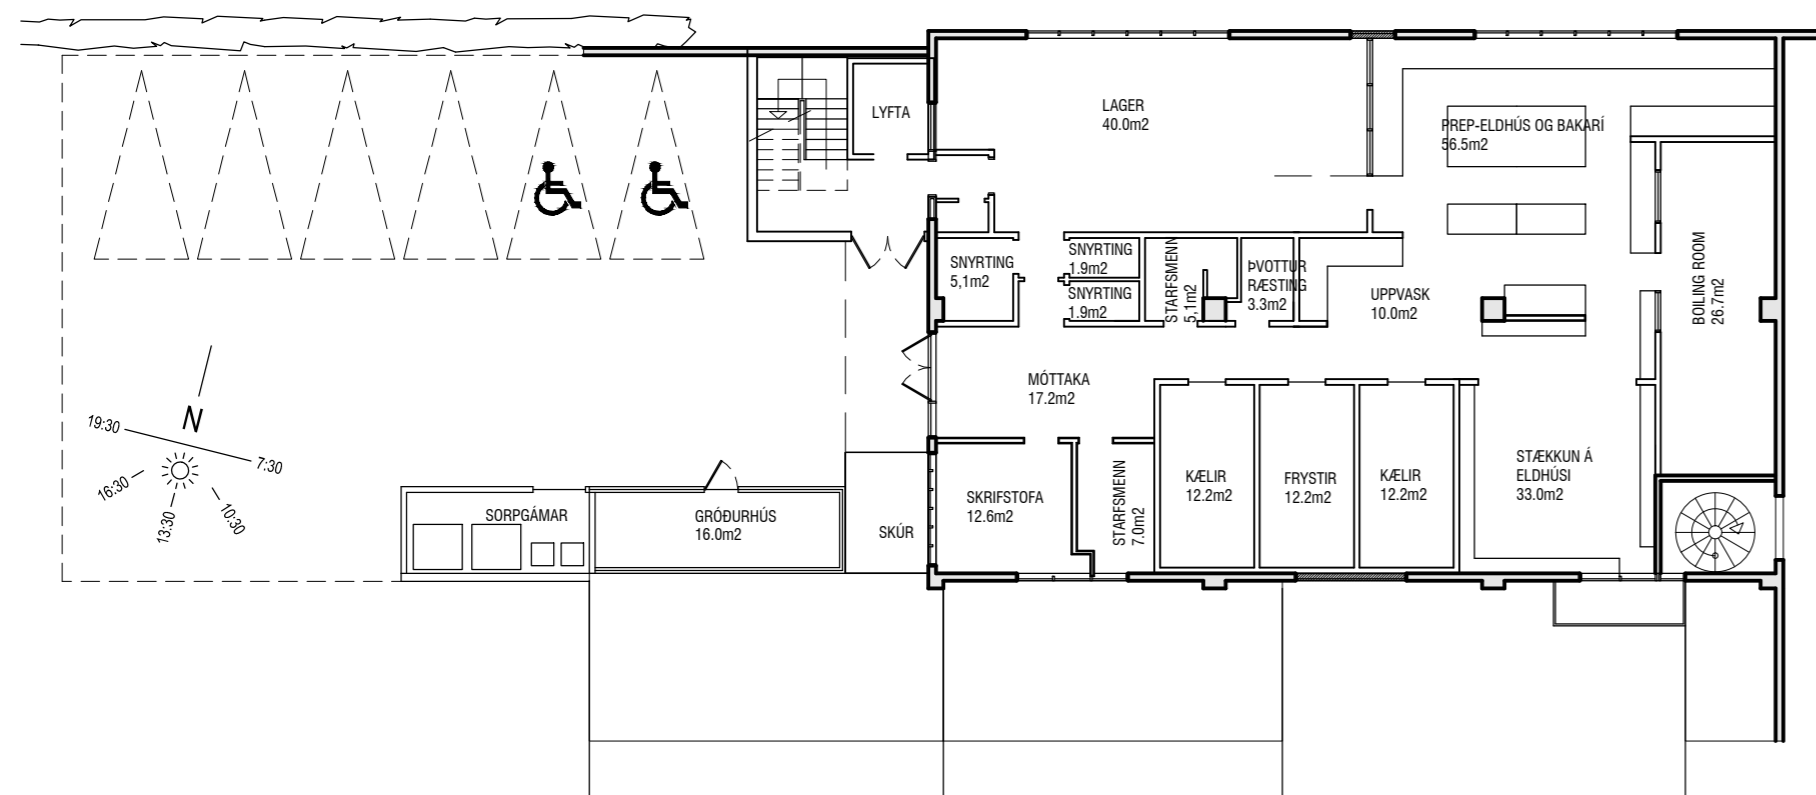 LYFTA
LAGER
40.0m2
PREP-ELDHÚS OG BAKARÍ
56.5m2
SNYRTING
5,1m2
SNYRTING
1.9m2
SNYRTING
1.9m2
STARFSMENN
5,1m2
ÞVOTTUR
RÆSTING
3.3m2
UPPVASK
10.0m2
BOILING ROOM
26.7m2
MÓTTAKA
17.2m2
N
19:30
7:30
16:30
13:30
10:30
SORPGÁMAR
GRÓÐURHÚS
16.0m2
SKÚR
SKRIFSTOFA
12.6m2
STARFSMENN
7.0m2
KÆLIR
12.2m2
FRYSTIR
12.2m2
KÆLIR
12.2m2
STÆKKUN Á
ELDHÚSI
33.0m2